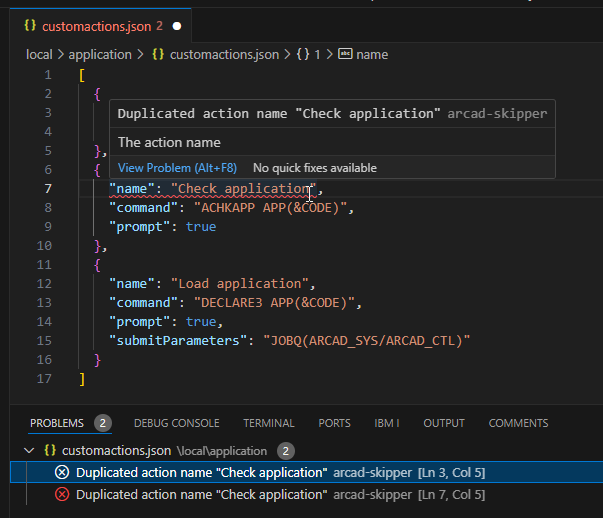 customactions.json 2
local > application > {} customactions.json > {} 1 > abc name
1 [
2 {
3 Duplicated action name "Check application" arcad-skipper
4 The action name
5 },
View Problem (Alt+F8) No quick fixes available
6 {
7 "name": "Check application",
8 "command": "ACHKAPP APP(&CODE)",
9 "prompt": true
10 },
11 {
12 "name": "Load application",
13 "command": "DECLARE3 APP(&CODE)",
14 "prompt": true,
15 "submitParameters": "JOBQ(ARCAD_SYS/ARCAD_CTL)"
16 }
17 ]
PROBLEMS 2 DEBUG CONSOLE TERMINAL PORTS IBM I OUTPUT COMMENTS
{} customactions.json \local\application 2
Duplicated action name "Check application" arcad-skipper [Ln 3, Col 5]
Duplicated action name "Check application" arcad-skipper [Ln 7, Col 5]